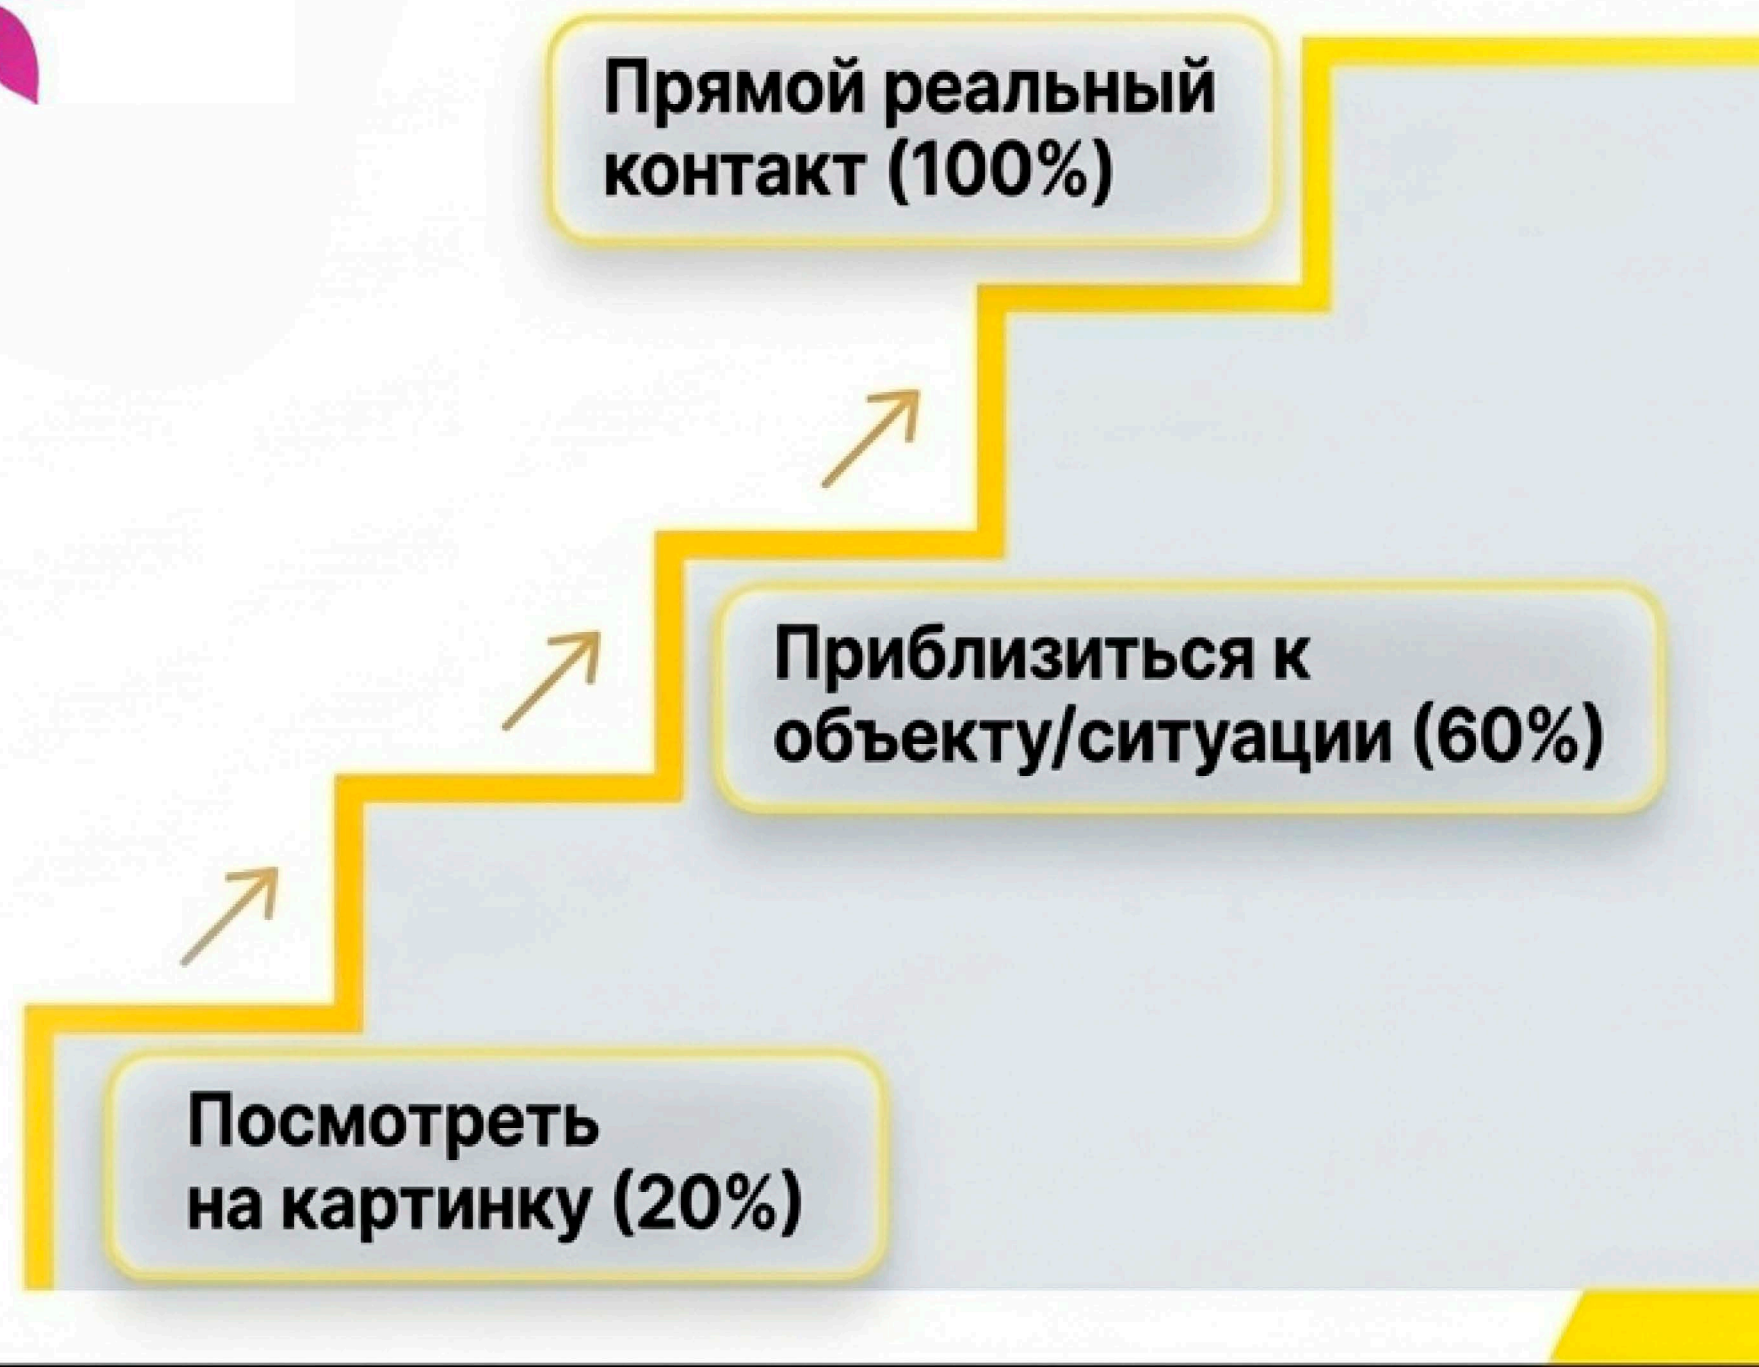 Прямой реальный
контакт (100%)
Приблизиться к
объекту/ситуации (60%)
Посмотреть
на картинку (20%)